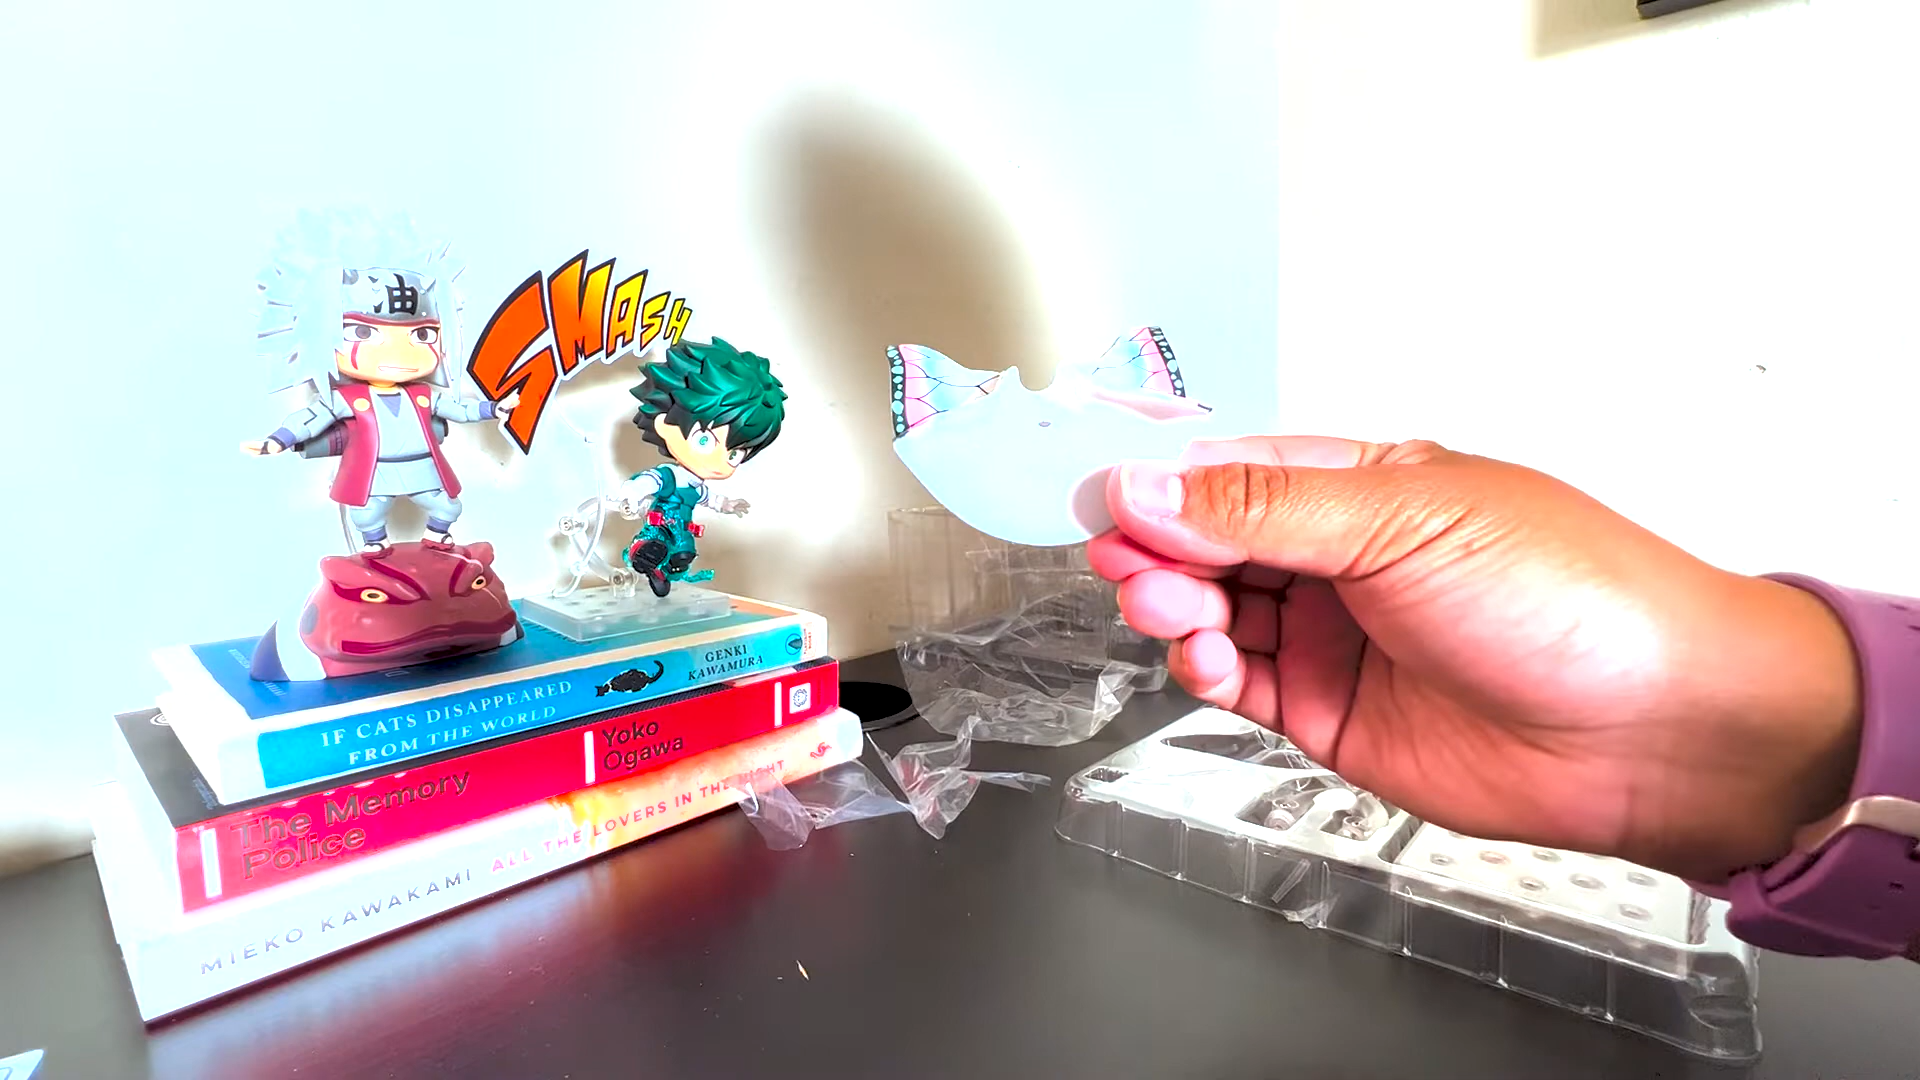 油
SMASH
GENKI
KAWAMURA
IF CATS DISAPPEARED
FROM THE WORLD
Yoko
Ogawa
The Memory
Police
MIEKO KAWAKAMI ALL THE LOVERS IN THE NIGHT